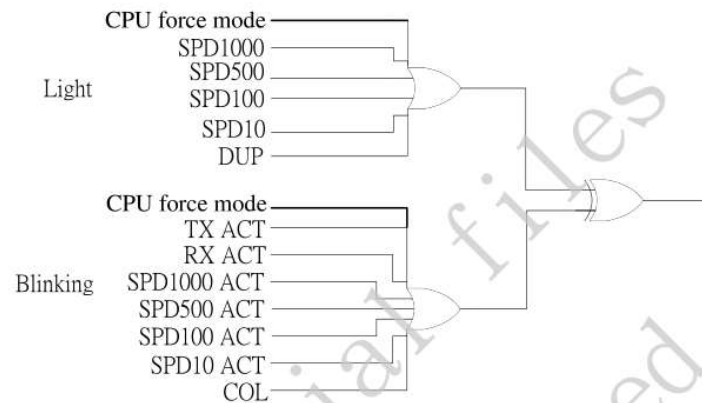 CPU force mode
SPD1000
SPD500
Light
SPD100
SPD10
DUP
CPU force mode
TX ACT
RX ACT
SPD1000 ACT
Blinking
SPD500 ACT
SPD100 ACT
SPD10 ACT
COL
files